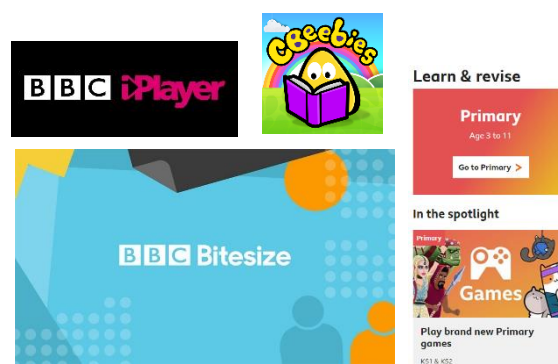 BBC iPlayer
CBeebies
BBC Bitesize
Learn & revise
Primary
Age 3 to 11
Go to Primary >
In the spotlight
Primary
Games
Play brand new Primary
games
KS1 & KS2